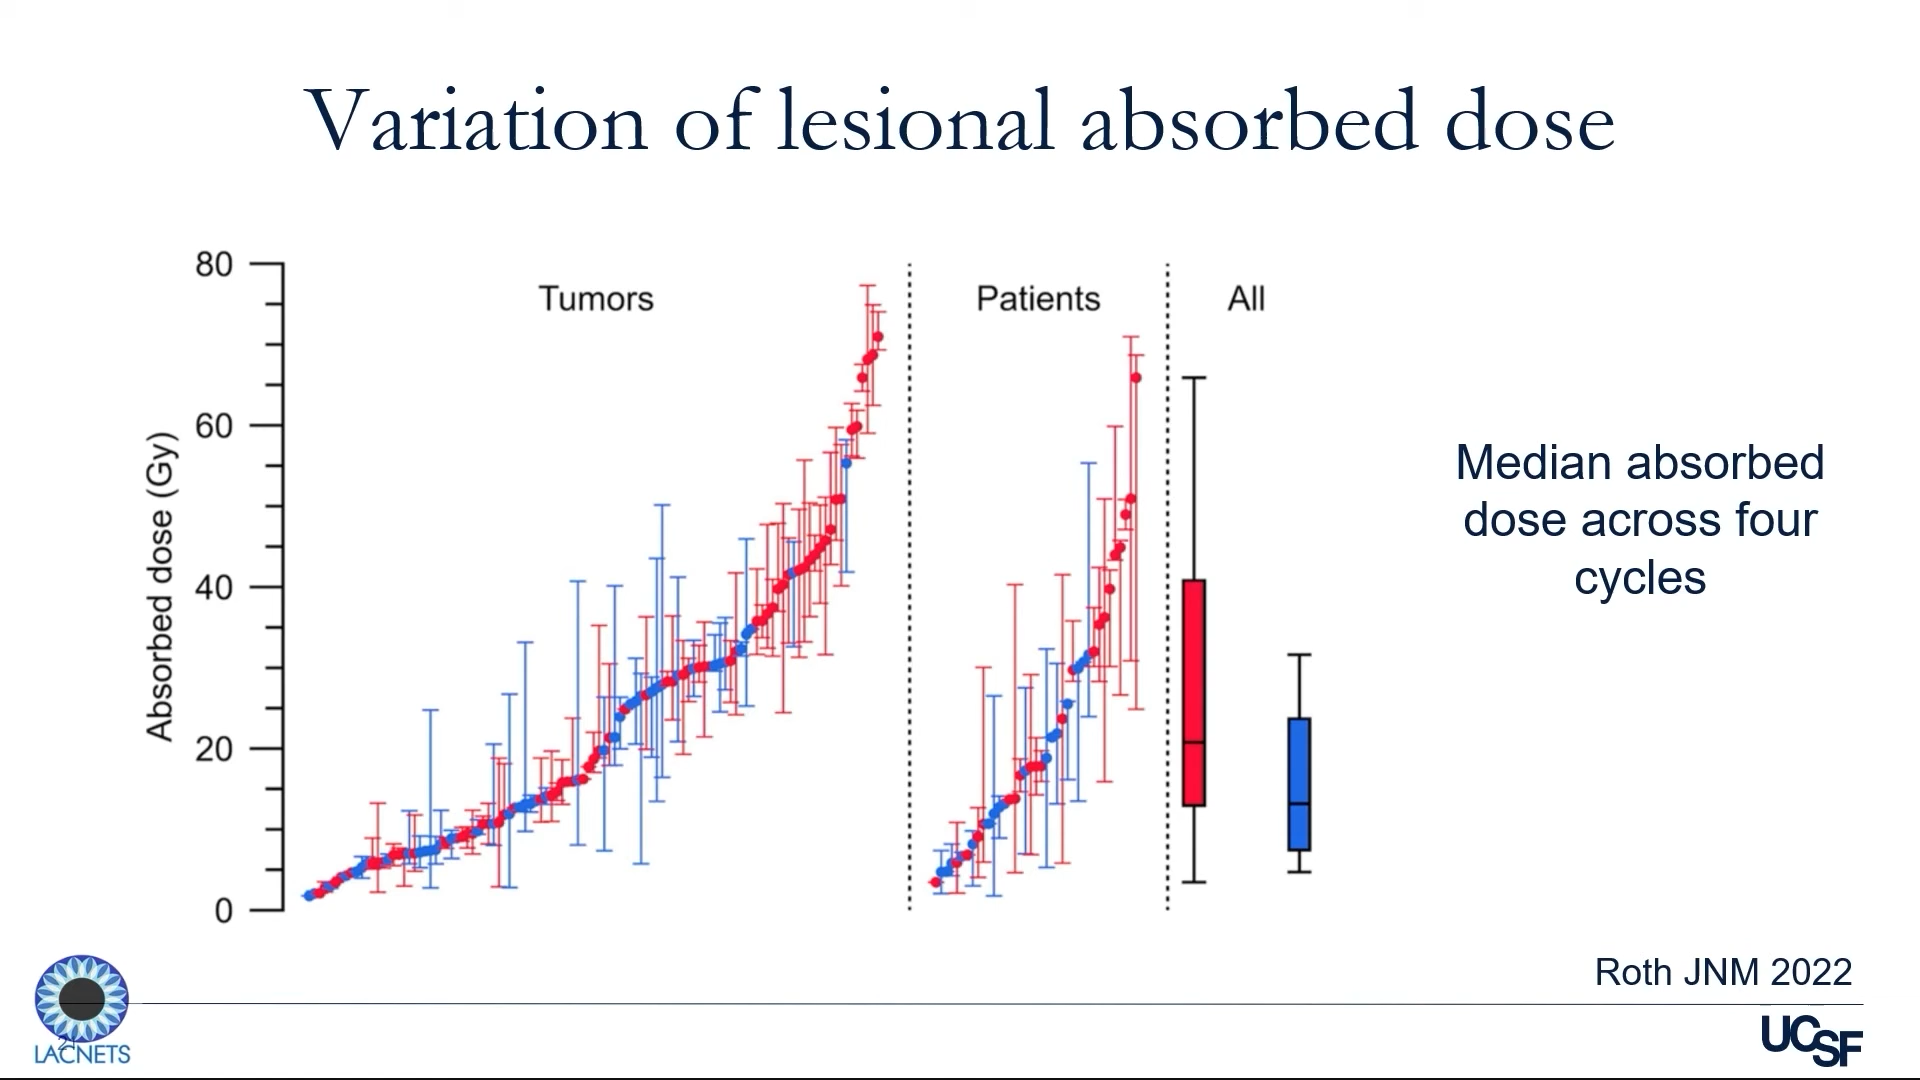 Variation of lesional absorbed dose
Absorbed dose (Gy)
80
60
40
20
0
Tumors
Patients
All
Median absorbed
dose across four
cycles
Roth JNM 2022
21
LACNETS
UCSF